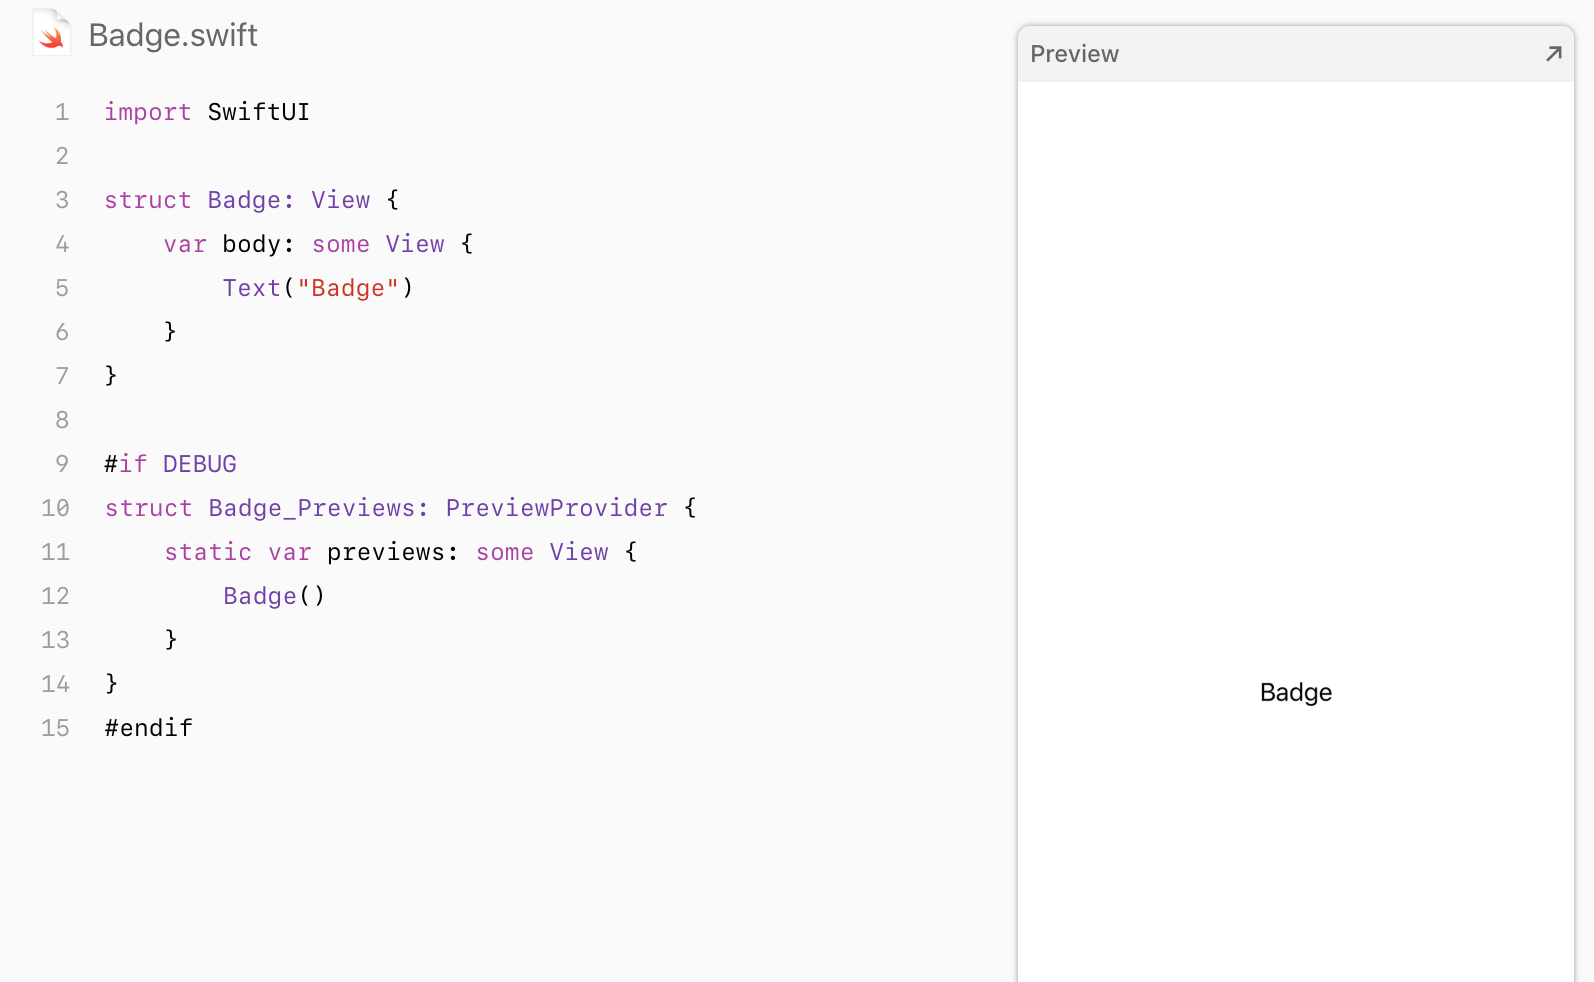 Badge.swift
1 import SwiftUI
2
3 struct Badge: View {
4     var body: some View {
5         Text("Badge")
6     }
7 }
8
9 #if DEBUG
10 struct Badge_Previews: PreviewProvider {
11     static var previews: some View {
12         Badge()
13     }
14 }
15 #endif
Preview
Badge